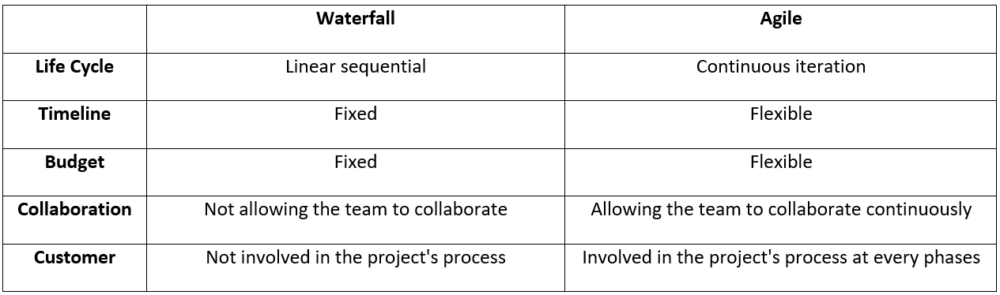 Waterfall Agile
Life Cycle Linear sequential Continuous iteration
Timeline Fixed Flexible
Budget Fixed Flexible
Collaboration Not allowing the team to collaborate Allowing the team to collaborate continuously
Customer Not involved in the project's process Involved in the project's process at every phases